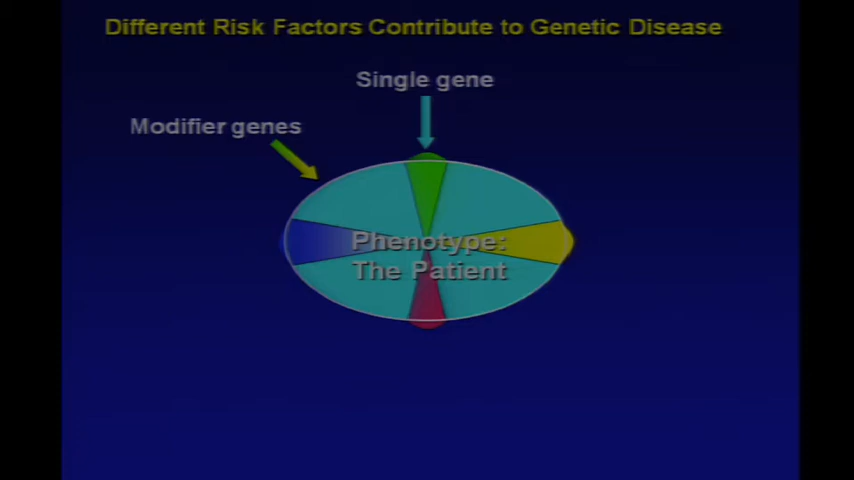 Different Risk Factors Contribute to Genetic Disease
Single gene
Modifier genes
Phenotype:
The Patient